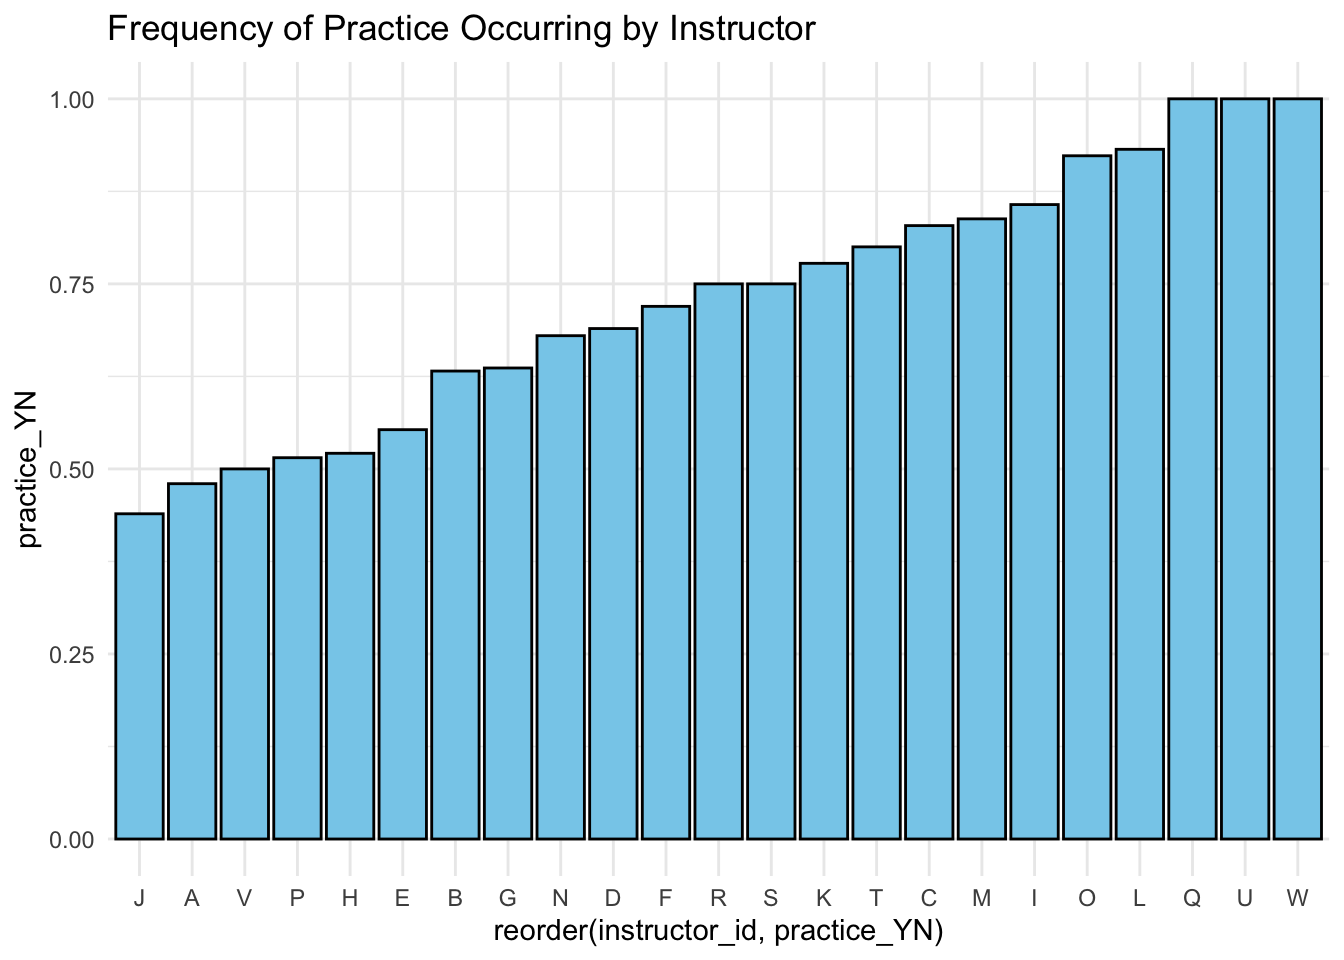 Frequency of Practice Occurring by Instructor
practice_YN
1.00
0.75
0.50
0.25
0.00
J A V P H E B G N D F R S K T C M I O L Q U W
reorder(instructor_id, practice_YN)